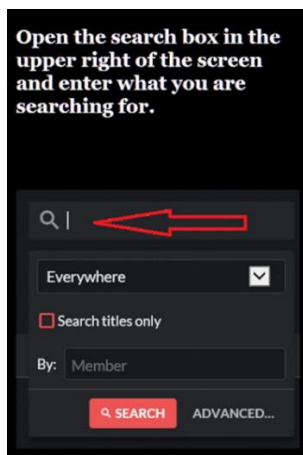 Open the search box in the
upper right of the screen
and enter what you are
searching for.
Everywhere
Search titles only
By: Member
SEARCH ADVANCED...